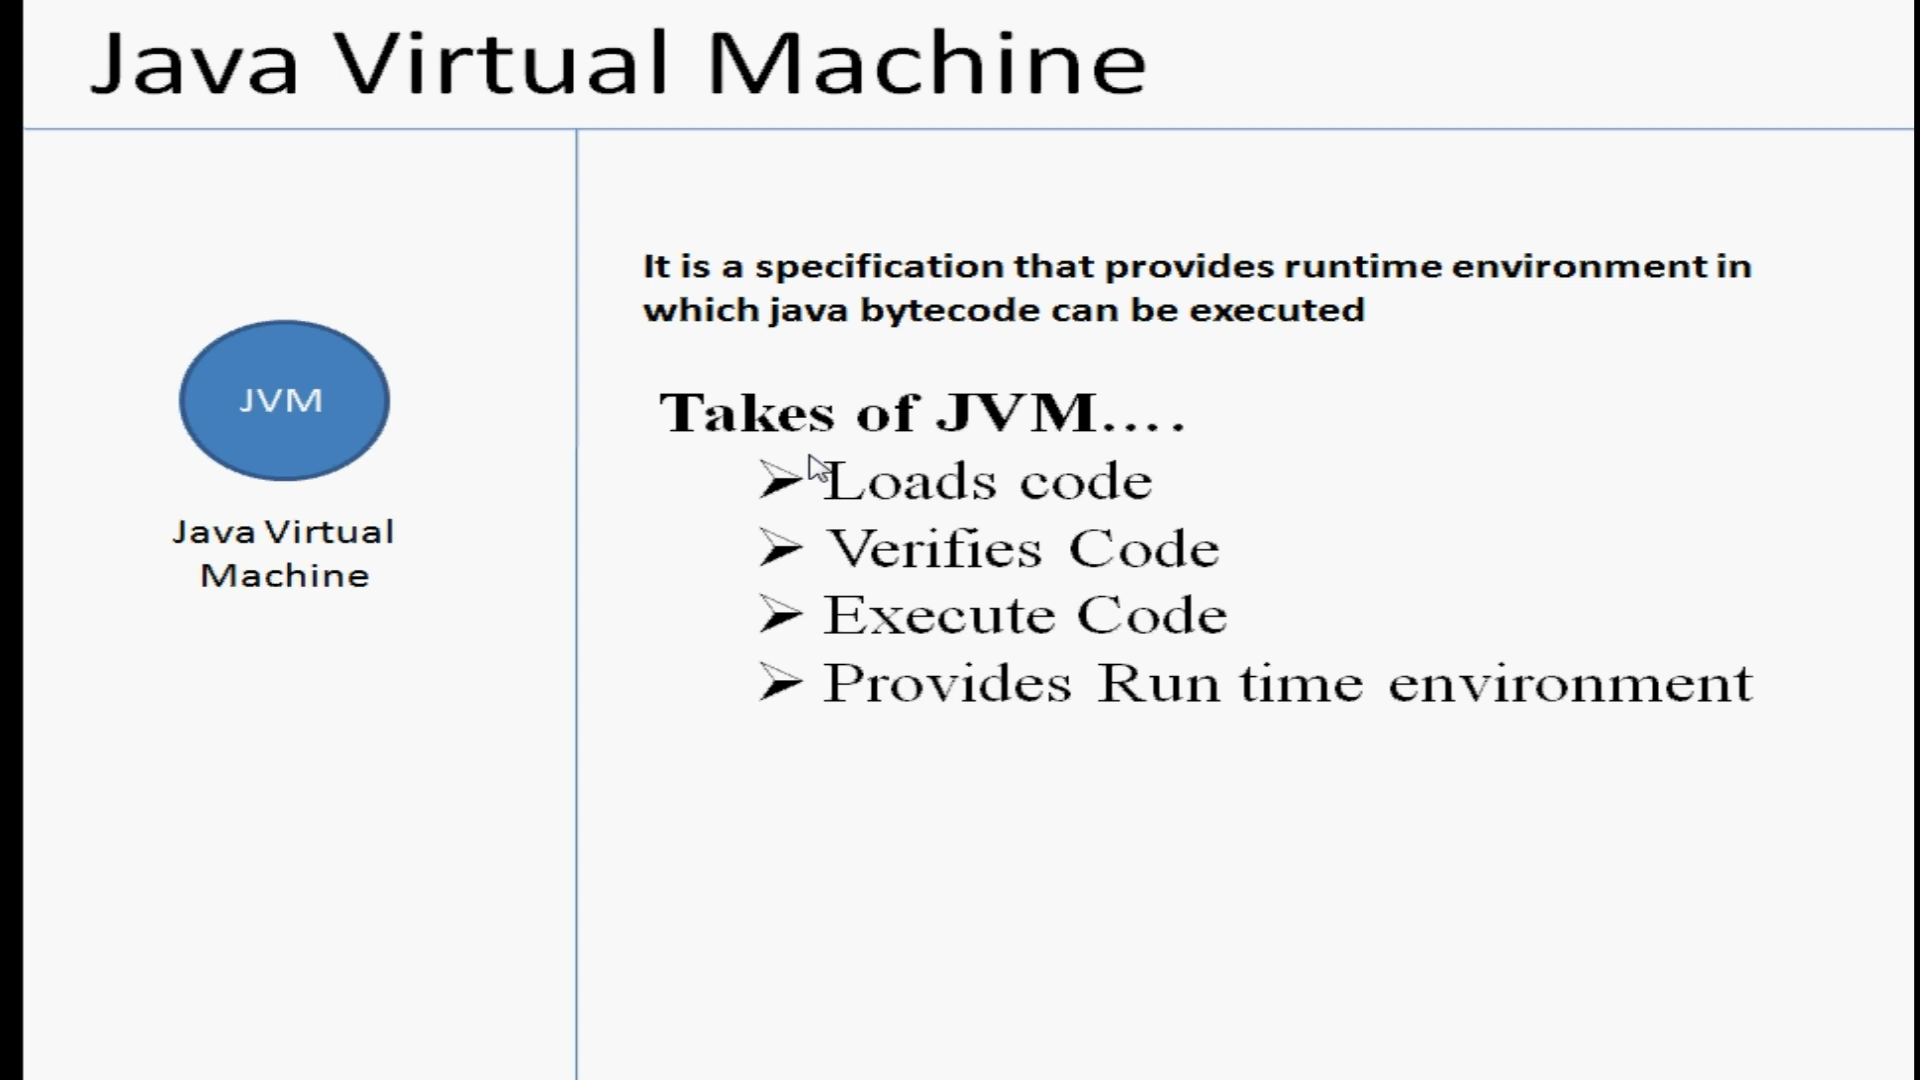 Java Virtual Machine
JVM
Java Virtual
Machine
It is a specification that provides runtime environment in
which java bytecode can be executed
Takes of JVM....
➢ Loads code
➢ Verifies Code
➢ Execute Code
➢ Provides Run time environment